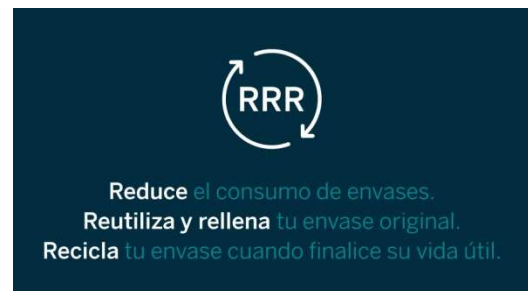 RRR
Reduce el consumo de envases.
Reutiliza y rellena tu envase original.
Recicla tu envase cuando finalice su vida útil.